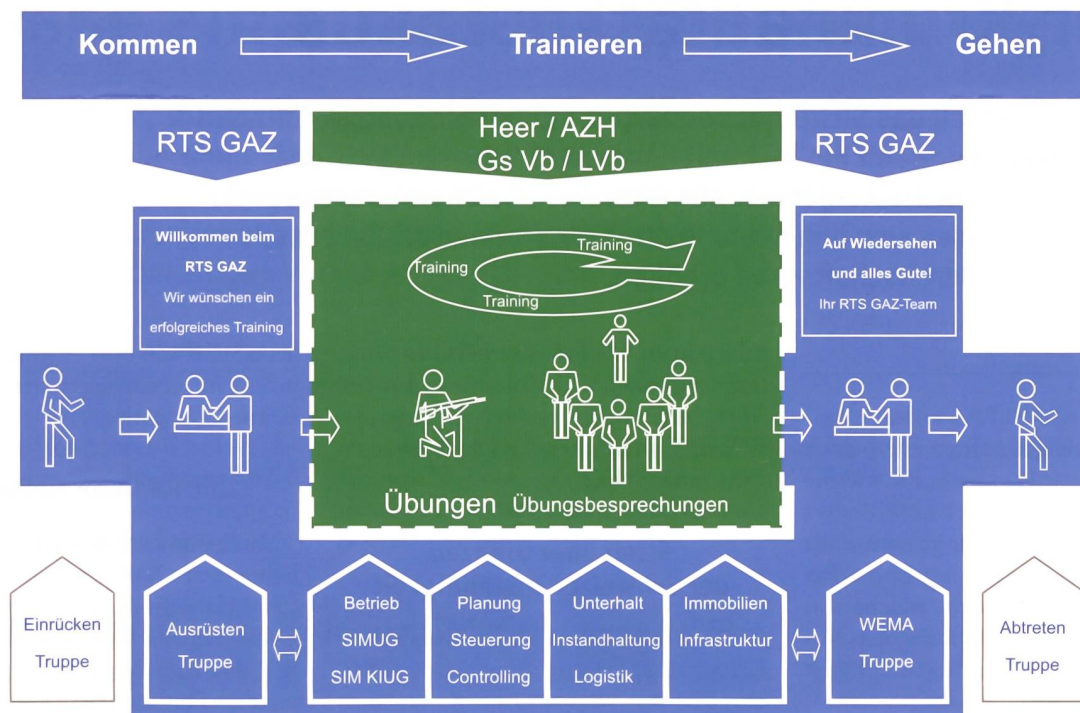 Kommen
Trainieren
Gehen
RTS GAZ
Heer / AZH
Gs Vb / LVb
RTS GAZ
Willkommen beim
RTS GAZ
Wir wünschen ein
erfolgreiches Training
Training
Training
Training
Auf Wiedersehen
und alles Gute!
Ihr RTS GAZ-Team
Übungen
Übungsbesprechungen
Einrücken
Truppe
Ausrüsten
Truppe
Betrieb
SIMUG
SIM KIUG
Planung
Steuerung
Controlling
Unterhalt
Instandhaltung
Logistik
Immobilien
Infrastruktur
WEMA
Truppe
Abtreten
Truppe